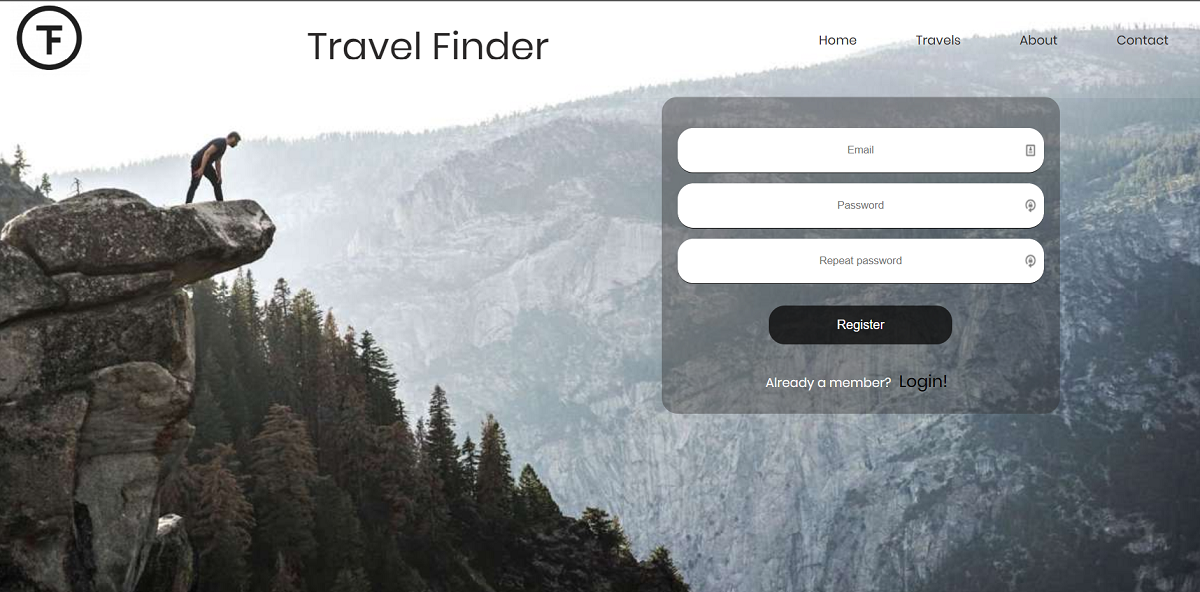 TF
Travel Finder
Home Travels About Contact
Email
Password
Repeat password
Register
Already a member? Login!